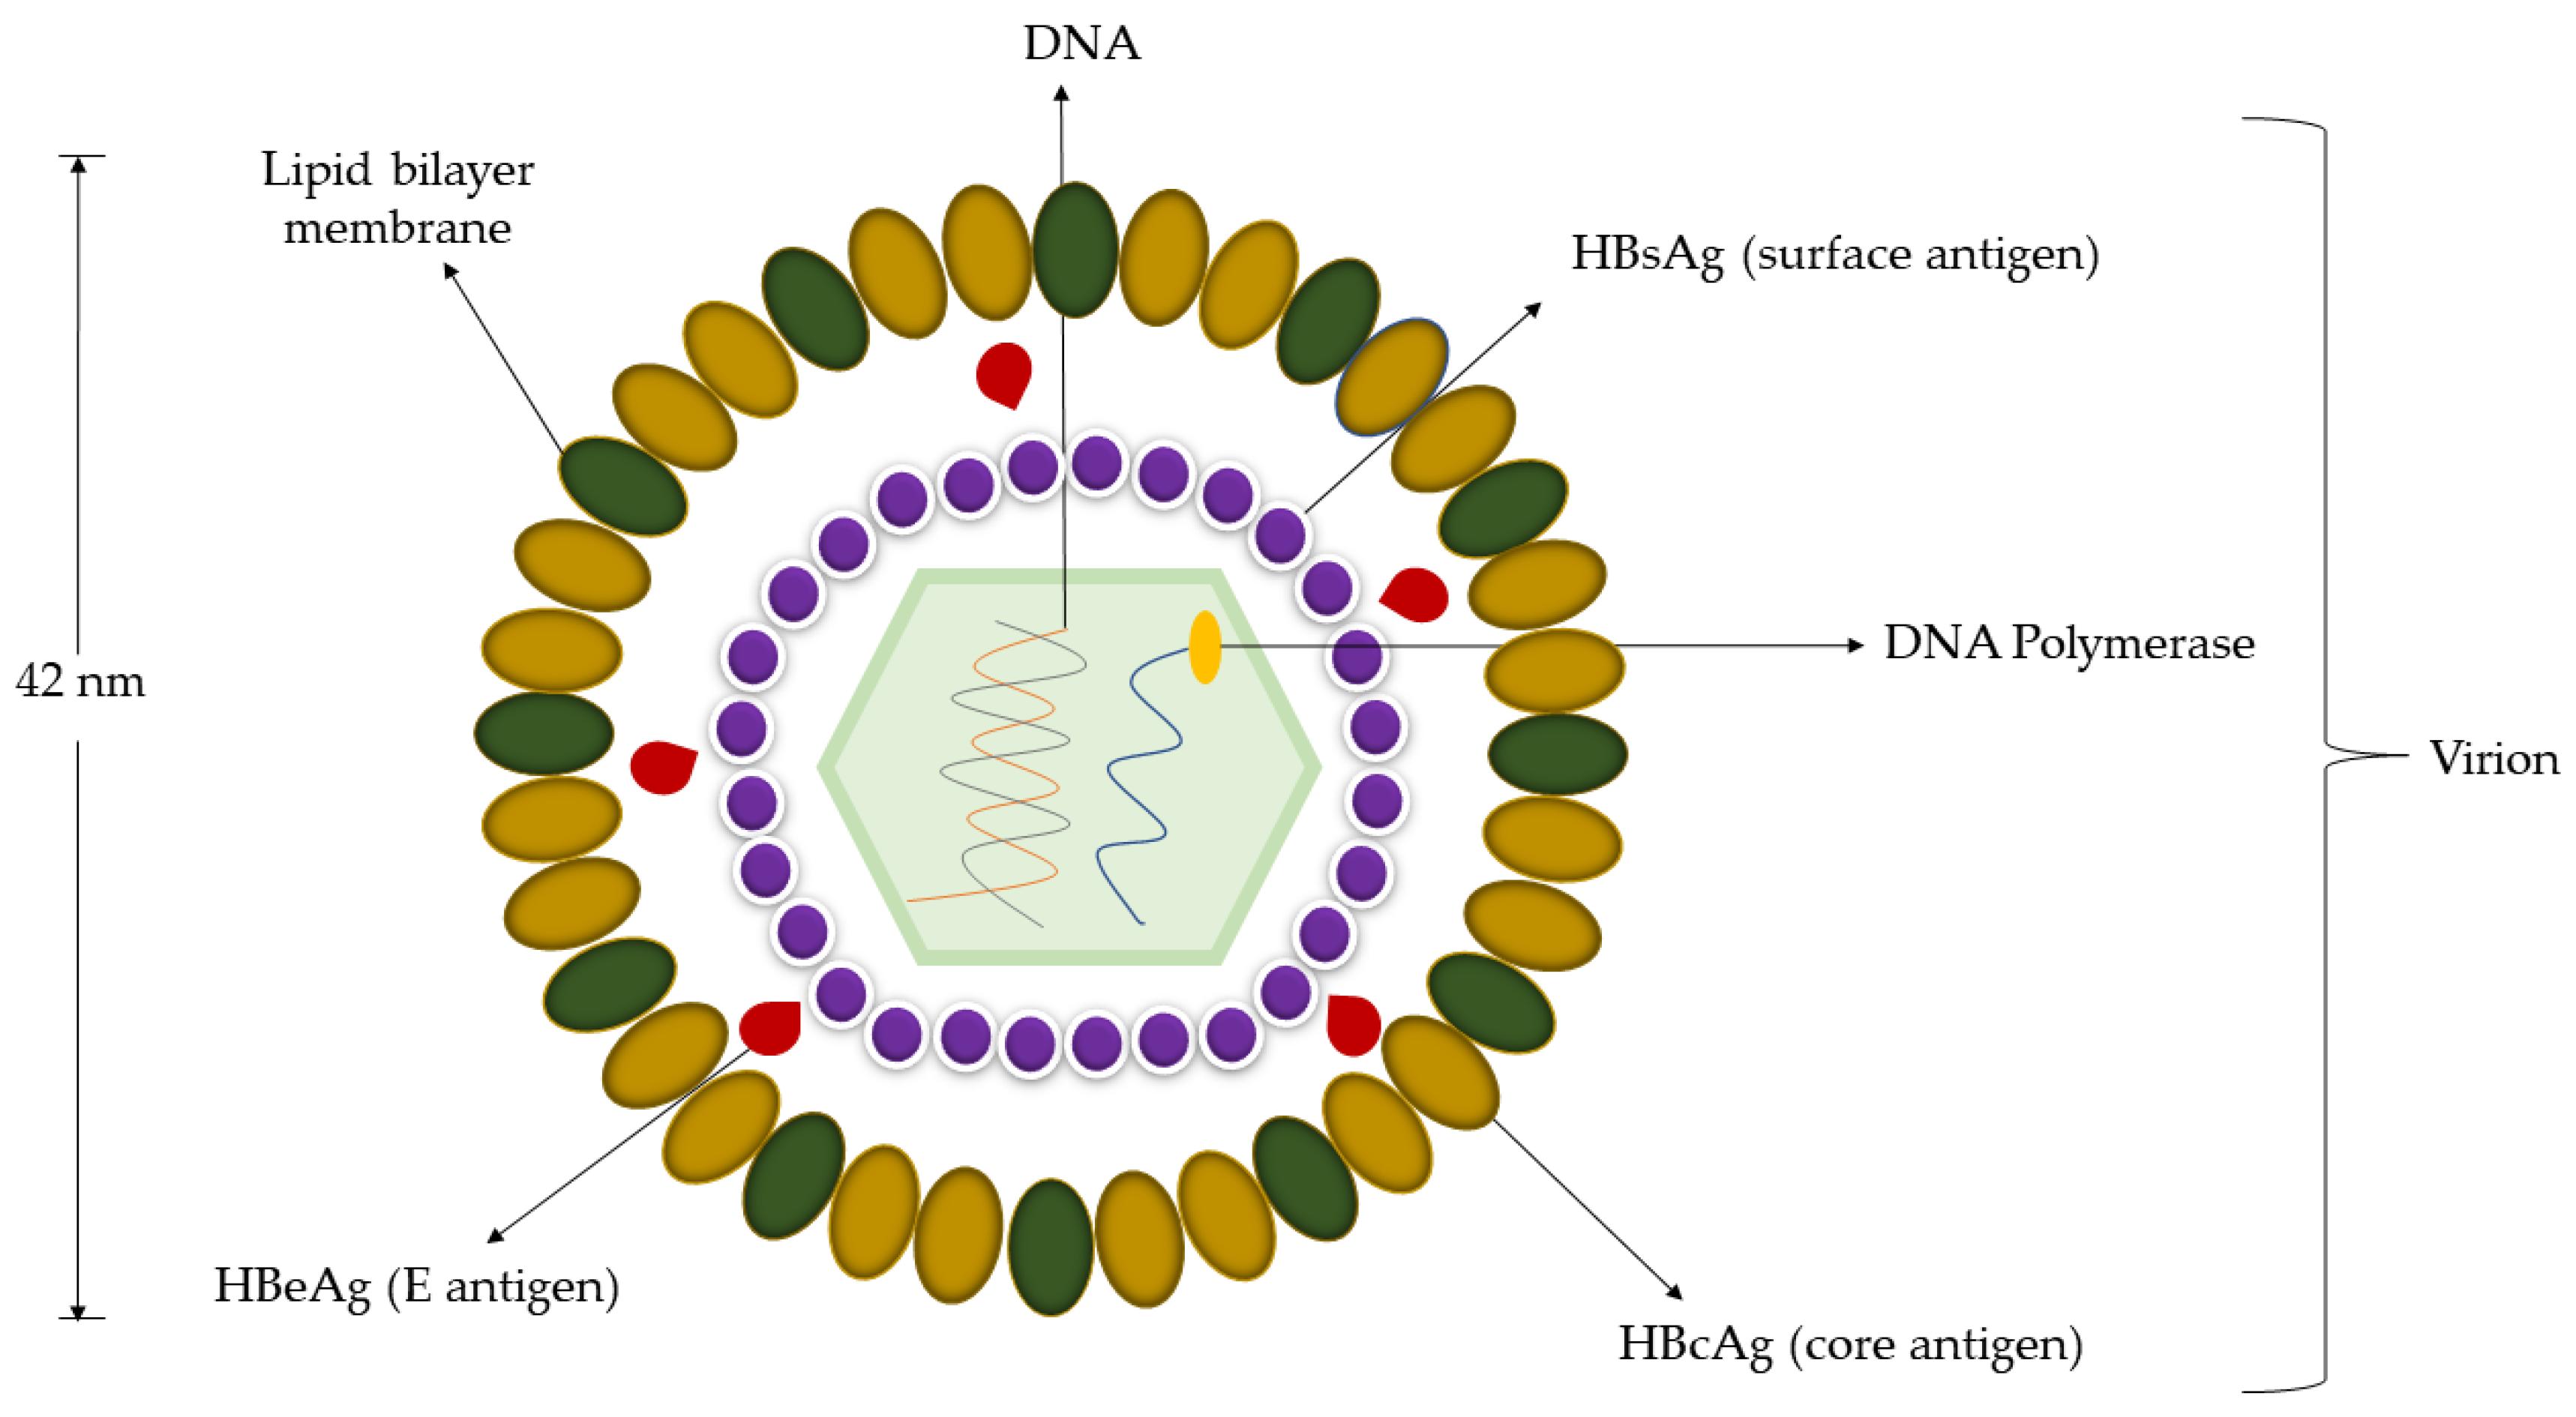 DNA
Lipid bilayer
membrane
HBsAg (surface antigen)
DNA Polymerase
42 nm
Virion
HBeAg (E antigen)
HBcAg (core antigen)